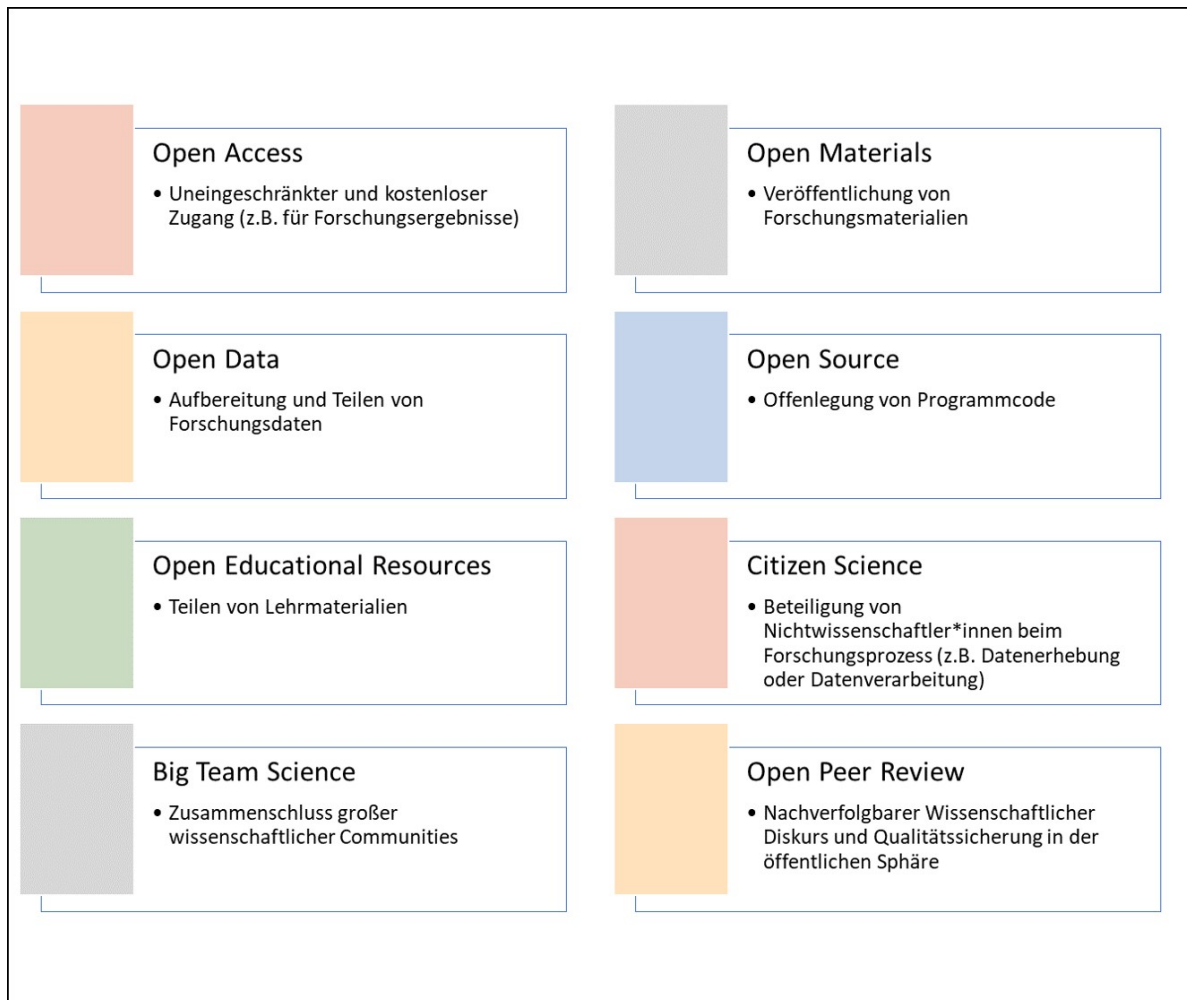 Open Access
• Uneingeschränkter und kostenloser
Zugang (z.B. für Forschungsergebnisse)
Open Materials
• Veröffentlichung von
Forschungsmaterialien
Open Data
• Aufbereitung und Teilen von
Forschungsdaten
Open Source
• Offenlegung von Programmcode
Open Educational Resources
• Teilen von Lehrmaterialien
Citizen Science
• Beteiligung von
Nichtwissenschaftler*innen beim
Forschungsprozess (z.B. Datenerhebung
oder Datenverarbeitung)
Big Team Science
• Zusammenschluss großer
wissenschaftlicher Communities
Open Peer Review
• Nachverfolgbarer Wissenschaftlicher
Diskurs und Qualitätssicherung in der
öffentlichen Sphäre